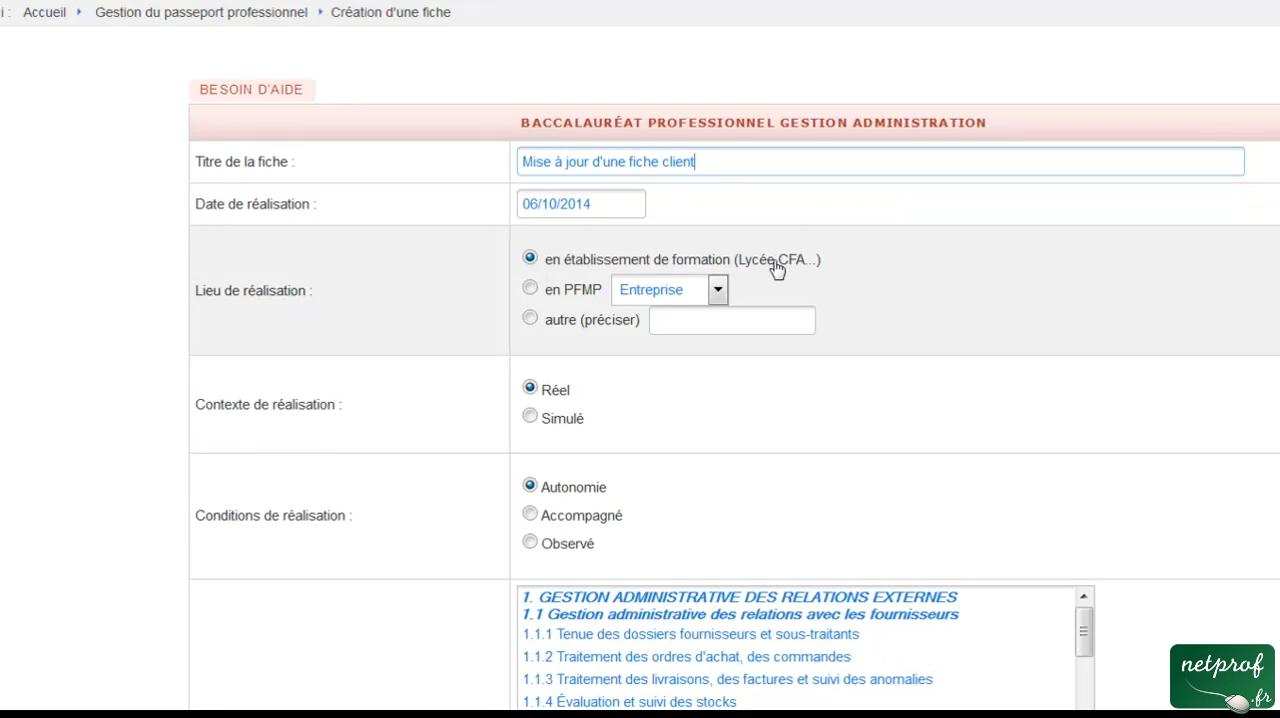 i : Accueil Gestion du passeport professionnel Création d'une fiche
BESOIN D'AIDE
BACCALAURÉAT PROFESSIONNEL GESTION ADMINISTRATION
Titre de la fiche : Mise à jour d'une fiche client
Date de réalisation : 06/10/2014
Lieu de réalisation :
en établissement de formation (Lycée,CFA...)
en PFMP Entreprise
autre (préciser)
Contexte de réalisation :
Réel
Simulé
Conditions de réalisation :
Autonomie
Accompagné
Observé
1. GESTION ADMINISTRATIVE DES RELATIONS EXTERNES
1.1 Gestion administrative des relations avec les fournisseurs
1.1.1 Tenue des dossiers fournisseurs et sous-traitants
1.1.2 Traitement des ordres d'achat, des commandes
1.1.3 Traitement des livraisons, des factures et suivi des anomalies
1.1.4 Évaluation et suivi des stocks
netprof
.fr